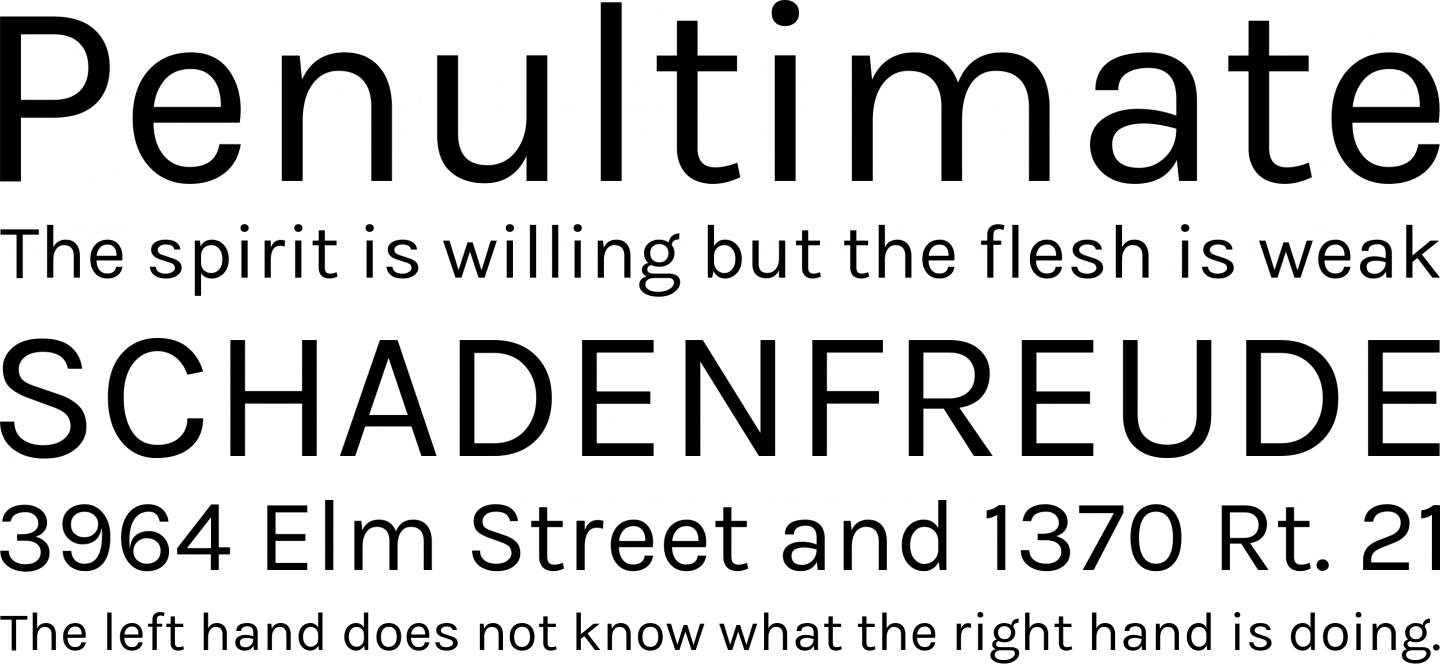 Penultimate
The spirit is willing but the flesh is weak
SCHADENFREUDE
3964 Elm Street and 1370 Rt. 21
The left hand does not know what the right hand is doing.